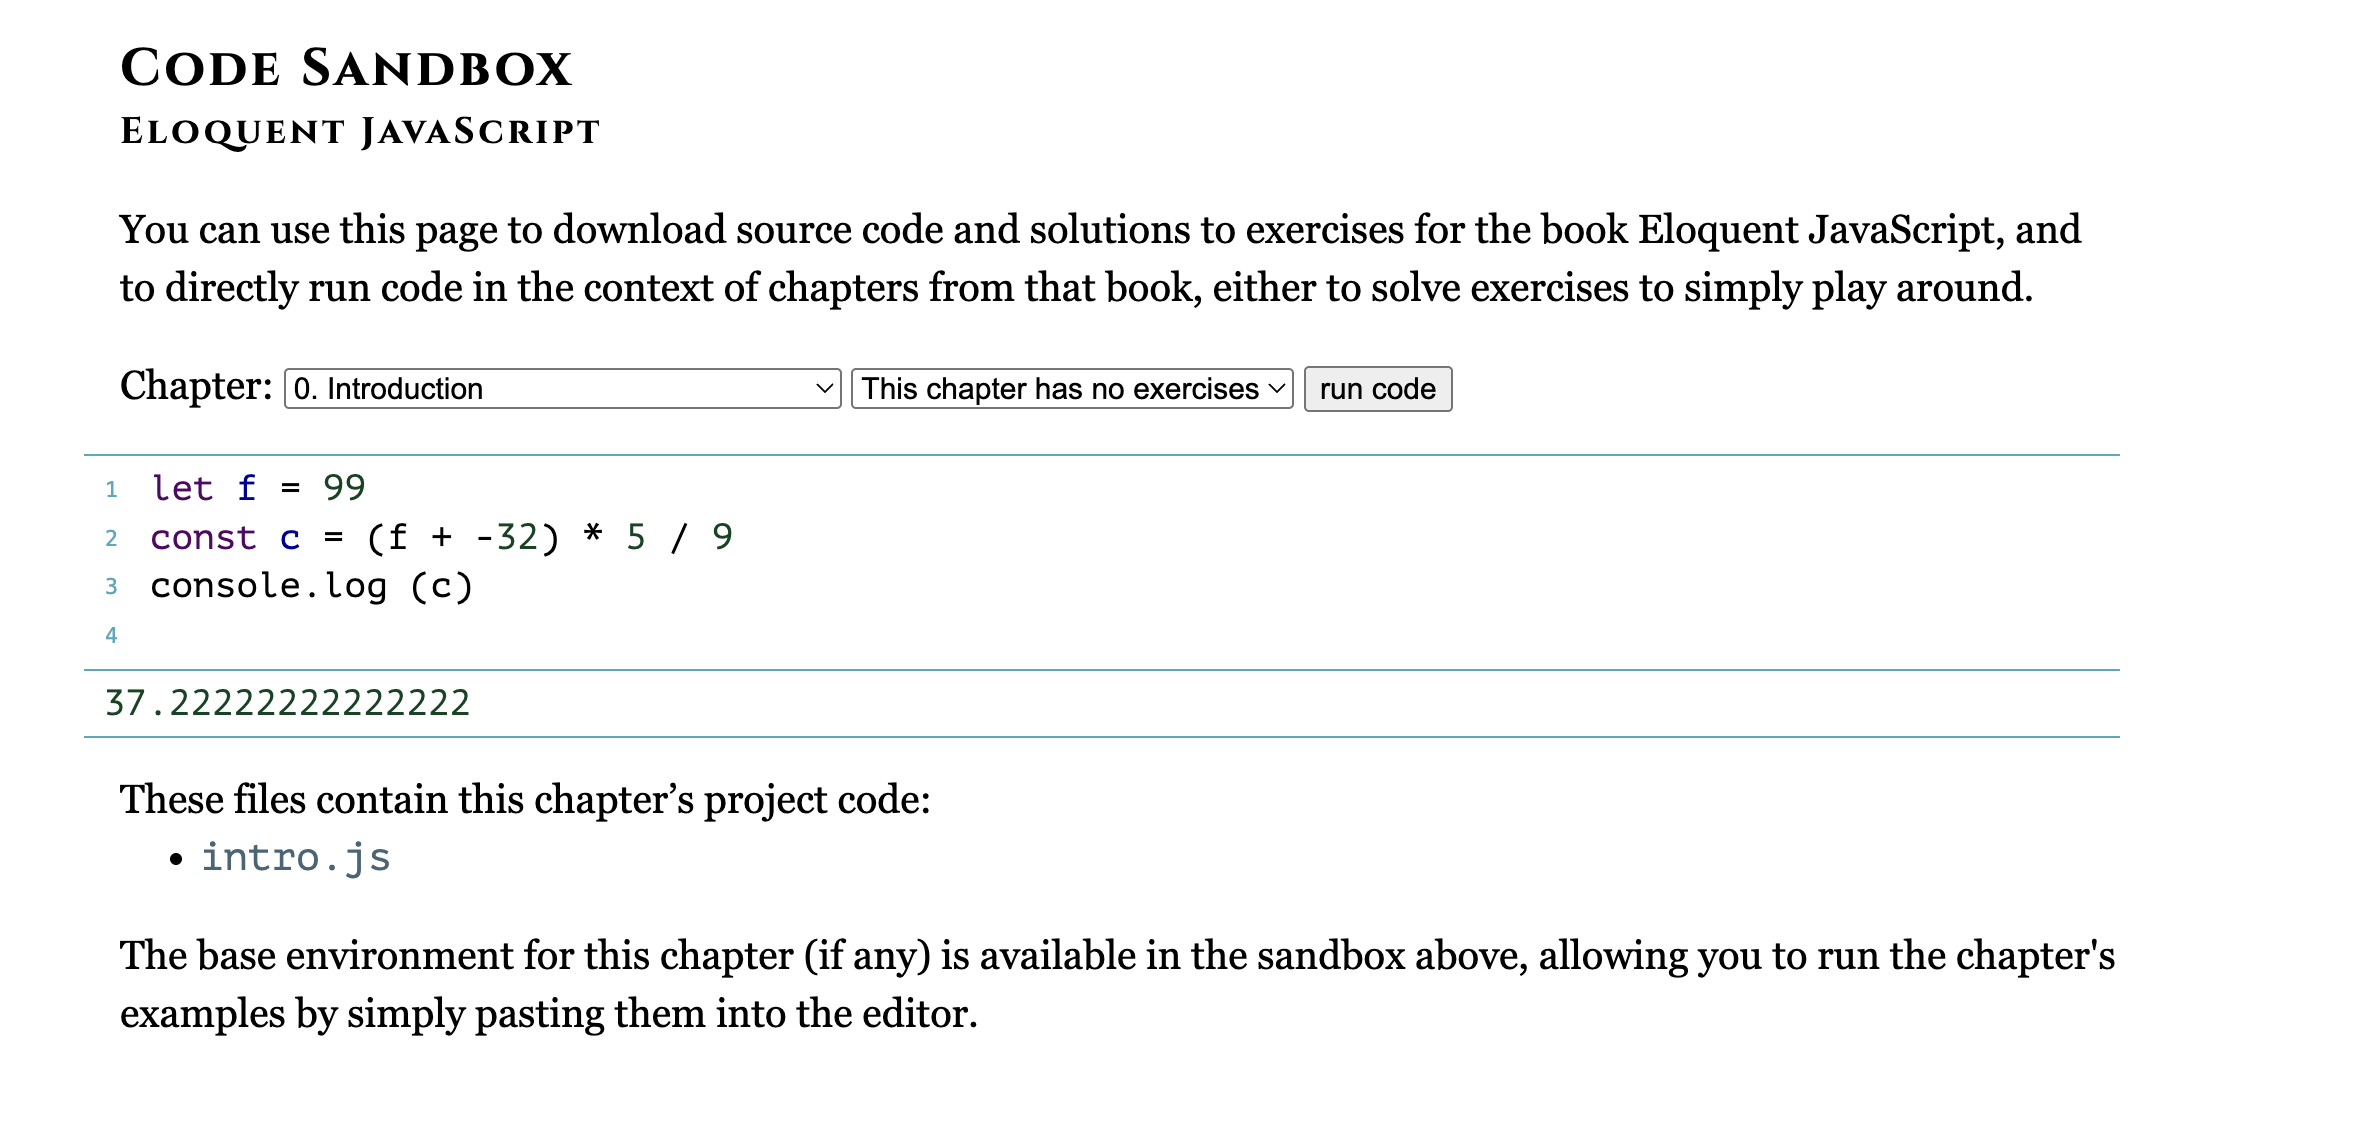 Code Sandbox
Eloquent JavaScript
You can use this page to download source code and solutions to exercises for the book Eloquent JavaScript, and
to directly run code in the context of chapters from that book, either to solve exercises to simply play around.
Chapter: 0. Introduction This chapter has no exercises run code
1 let f = 99
2 const c = (f + -32) * 5 / 9
3 console.log (c)
4
37.22222222222222
These files contain this chapter’s project code:
• intro.js
The base environment for this chapter (if any) is available in the sandbox above, allowing you to run the chapter's
examples by simply pasting them into the editor.